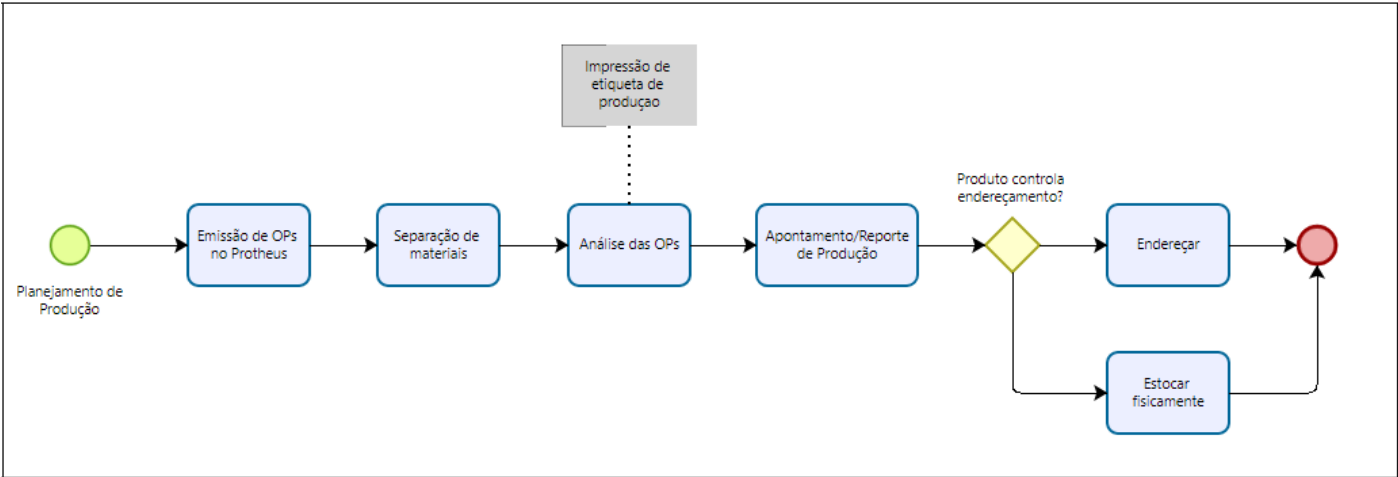 Impressão de
etiqueta de
produçao
Produto controla
endereçamento?
Emissão de OPs
no Protheus
Separação de
materiais
Análise das OPs
Apontamento/Reporte
de Produção
Endereçar
Planejamento de
Produção
Estocar
fisicamente